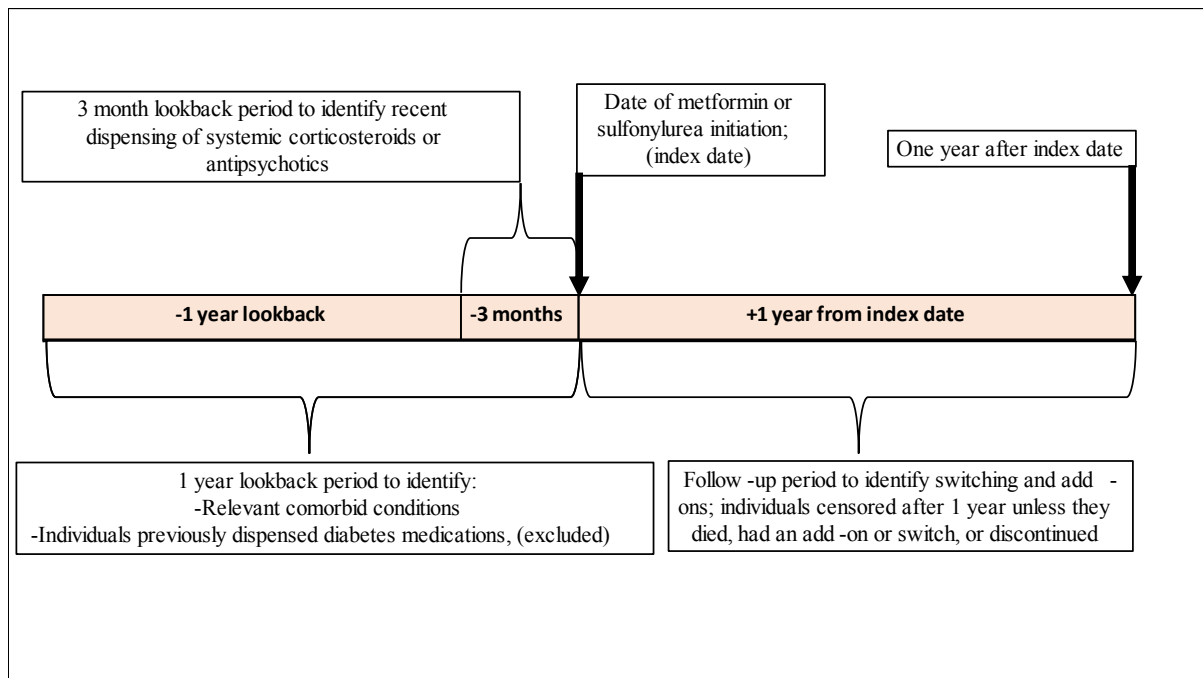 3 month lookback period to identify recent
dispensing of systemic corticosteroids or
antipsychotics
Date of metformin or
sulfonylurea initiation;
(index date)
One year after index date
-1 year lookback
-3 months
+1 year from index date
1 year lookback period to identify:
-Relevant comorbid conditions
-Individuals previously dispensed diabetes medications, (excluded)
Follow -up period to identify switching and add -
ons; individuals censored after 1 year unless they
died, had an add -on or switch, or discontinued